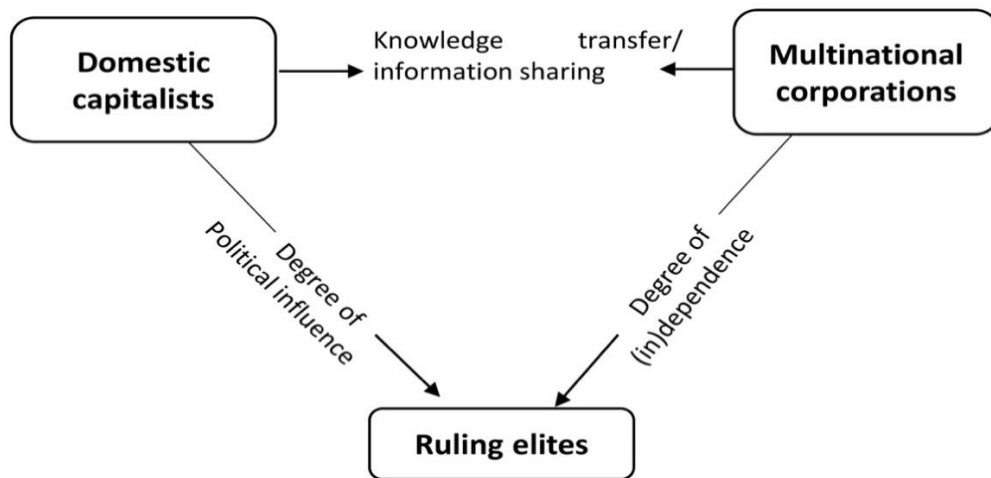 Domestic
capitalists
Knowledge transfer/
information sharing
Multinational
corporations
Degree of
Political influence
Degree of
(in)dependence
Ruling elites